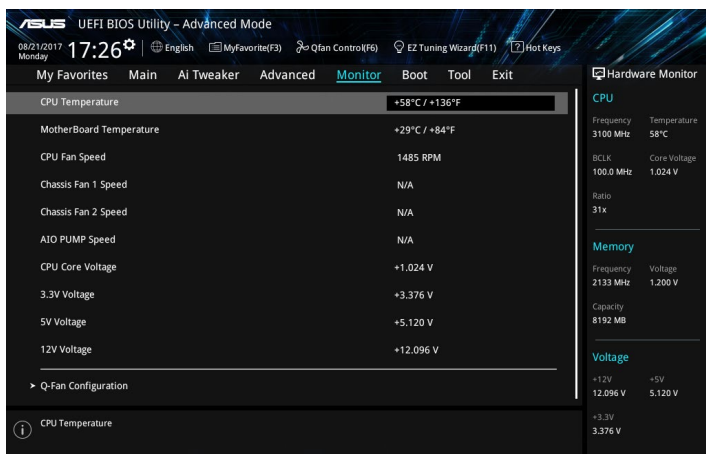 ASUS UEFI BIOS Utility – Advanced Mode
08/21/2017 Monday 17:26 English MyFavorite(F3) Qfan Control(F6) EZ Tuning Wizard(F11) ? Hot Keys
My Favorites Main Ai Tweaker Advanced Monitor Boot Tool Exit
CPU Temperature +58°C / +136°F
MotherBoard Temperature +29°C / +84°F
CPU Fan Speed 1485 RPM
Chassis Fan 1 Speed N/A
Chassis Fan 2 Speed N/A
AIO PUMP Speed N/A
CPU Core Voltage +1.024 V
3.3V Voltage +3.376 V
5V Voltage +5.120 V
12V Voltage +12.096 V
> Q-Fan Configuration
CPU Temperature
Hardware Monitor
CPU
Frequency Temperature
3100 MHz 58°C
BCLK Core Voltage
100.0 MHz 1.024 V
Ratio
31x
Memory
Frequency Voltage
2133 MHz 1.200 V
Capacity
8192 MB
Voltage
+12V +5V
12.096 V 5.120 V
+3.3V
3.376 V